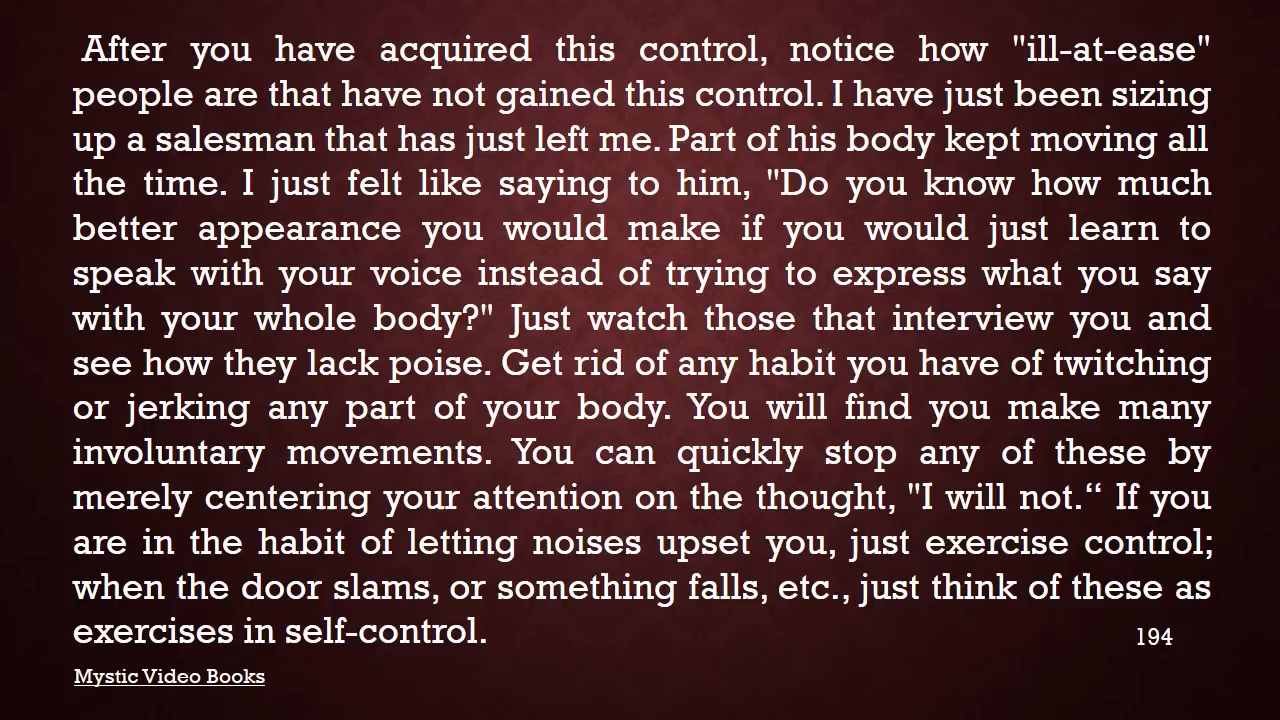 After you have acquired this control, notice how "ill-at-ease"
people are that have not gained this control. I have just been sizing
up a salesman that has just left me. Part of his body kept moving all
the time. I just felt like saying to him, "Do you know how much
better appearance you would make if you would just learn to
speak with your voice instead of trying to express what you say
with your whole body?" Just watch those that interview you and
see how they lack poise. Get rid of any habit you have of twitching
or jerking any part of your body. You will find you make many
involuntary movements. You can quickly stop any of these by
merely centering your attention on the thought, "I will not.“ If you
are in the habit of letting noises upset you, just exercise control;
when the door slams, or something falls, etc., just think of these as
exercises in self-control.
194
Mystic Video Books